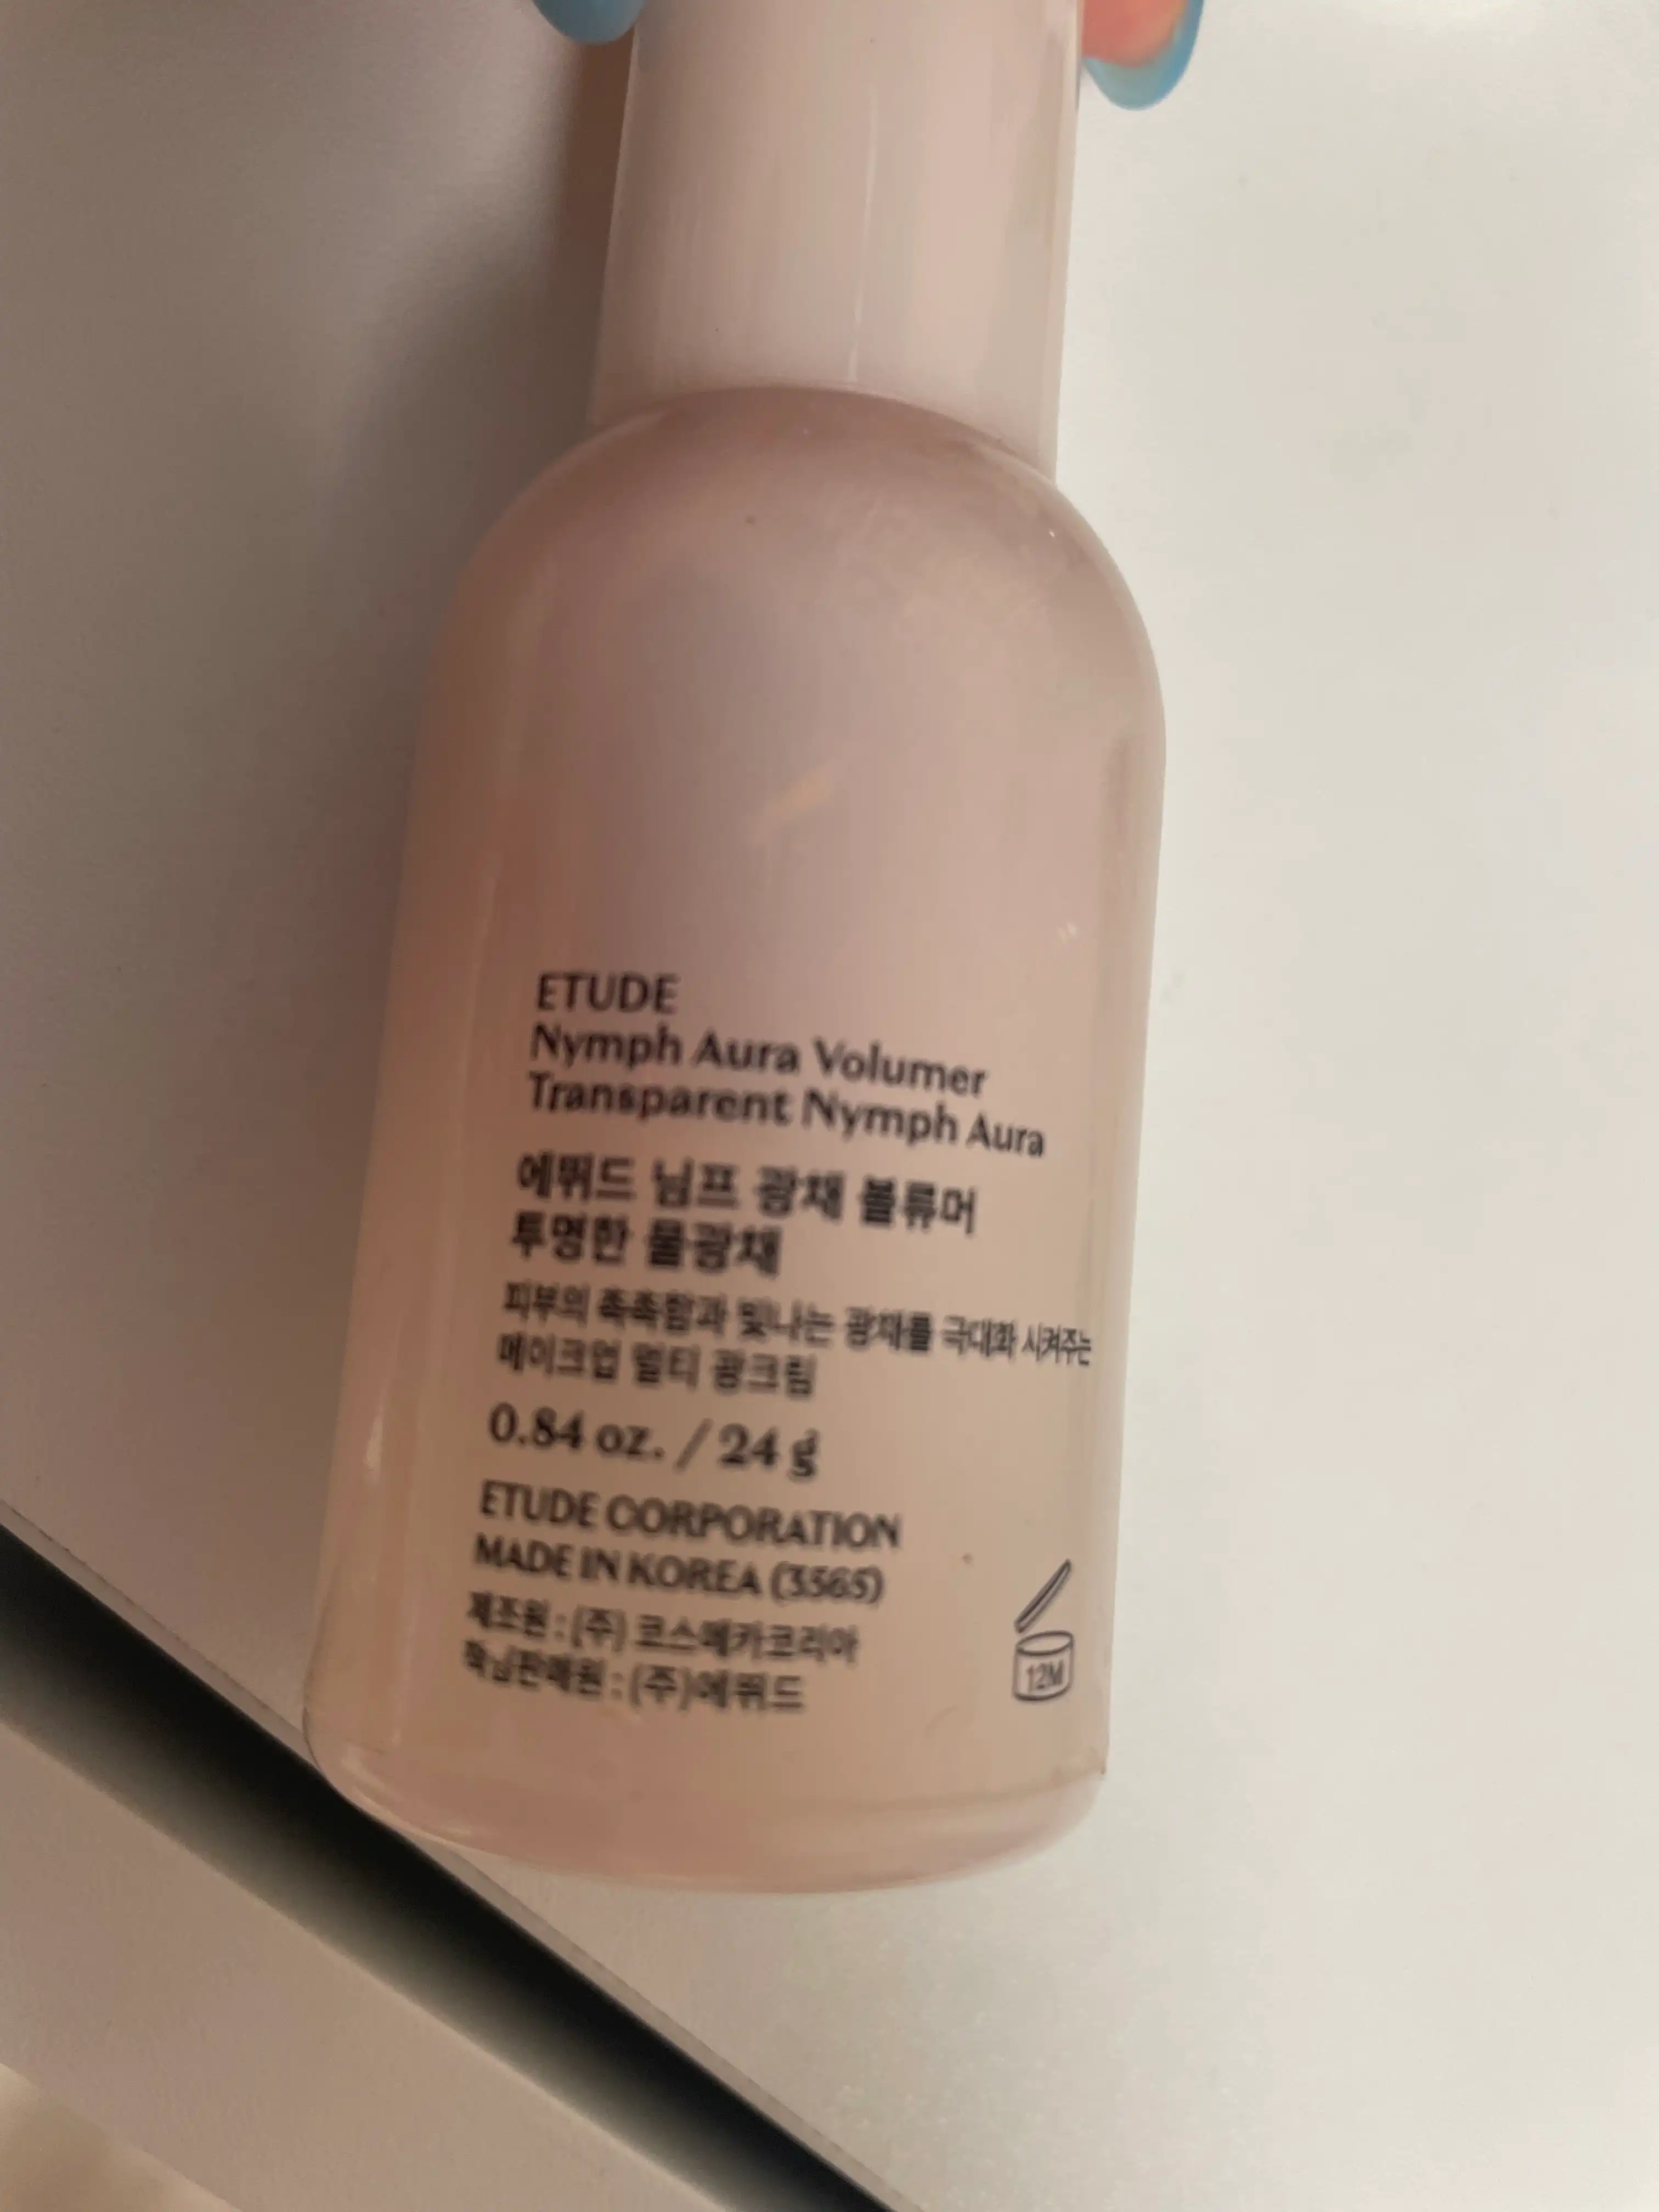 ETUDE
Nymph Aura Volumer
Transparent Nymph Aura
에뛰드 님프 광채 볼류머
투명한 물광채
피부의 촉촉함과 빛나는 광채를 극대화 시켜주는
메이크업 멀티 광크림
0.84 oz. / 24 g
ETUDE CORPORATION
MADE IN KOREA (3565)
제조원 : (주) 코스메카코리아
책임판매원 : (주)에뛰드
12M